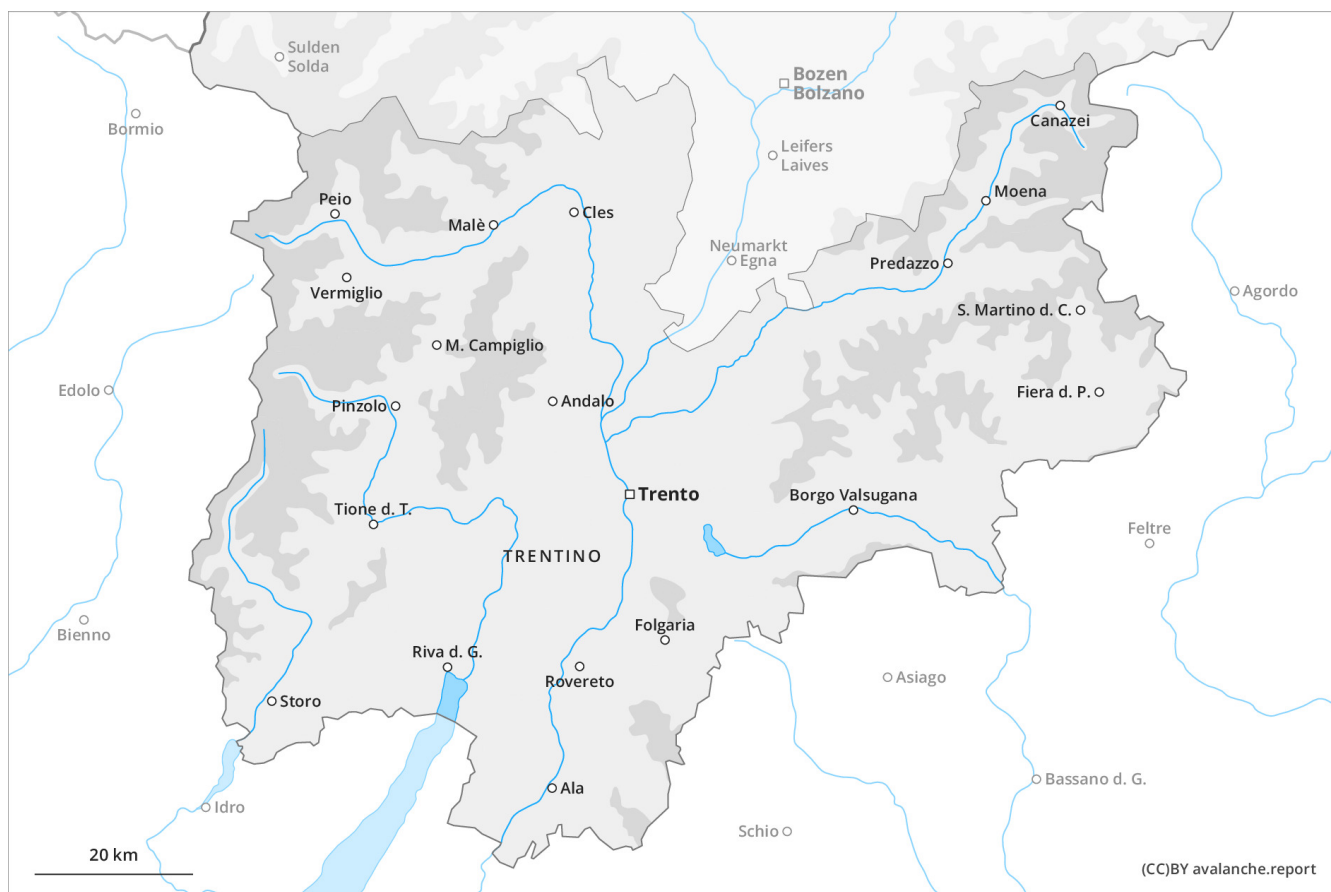 Sulden
Solda
Bozen
Bolzano
Bormio
Canazei
Leifers
Laives
Peio
Moena
Malè
Cles
Neumarkt
Egna
Predazzo
Vermiglio
Agordo
S. Martino d. C.
M. Campiglio
Edolo
Pinzolo
Andalo
Fiera d. P.
Trento
Borgo Valsugana
Tione d. T.
Feltre
TRENTINO
Bienno
Folgaria
Riva d. G.
Rovereto
Asiago
Storo
Bassano d. G.
Ala
Idro
Schio
20 km
(CC)BY avalanche.report